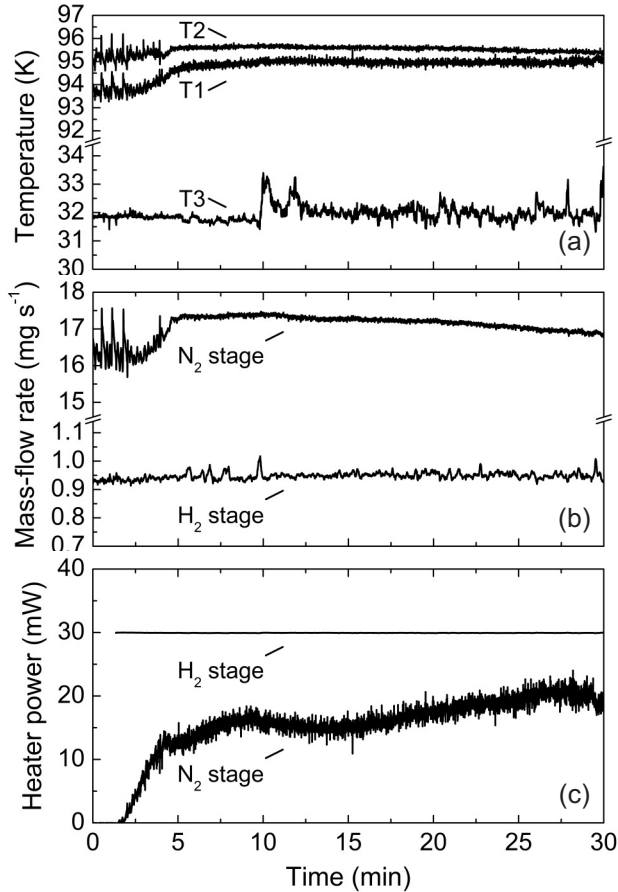 97
96
95
94
93
92
34
33
32
31
30
Temperature (K)
T2
T1
T3
(a)
18
17
16
15
1.1
1.0
0.9
0.8
0.7
Mass-flow rate (mg s⁻¹)
N₂ stage
H₂ stage
(b)
40
30
20
10
0
Heater power (mW)
H₂ stage
N₂ stage
(c)
0 5 10 15 20 25 30
Time (min)